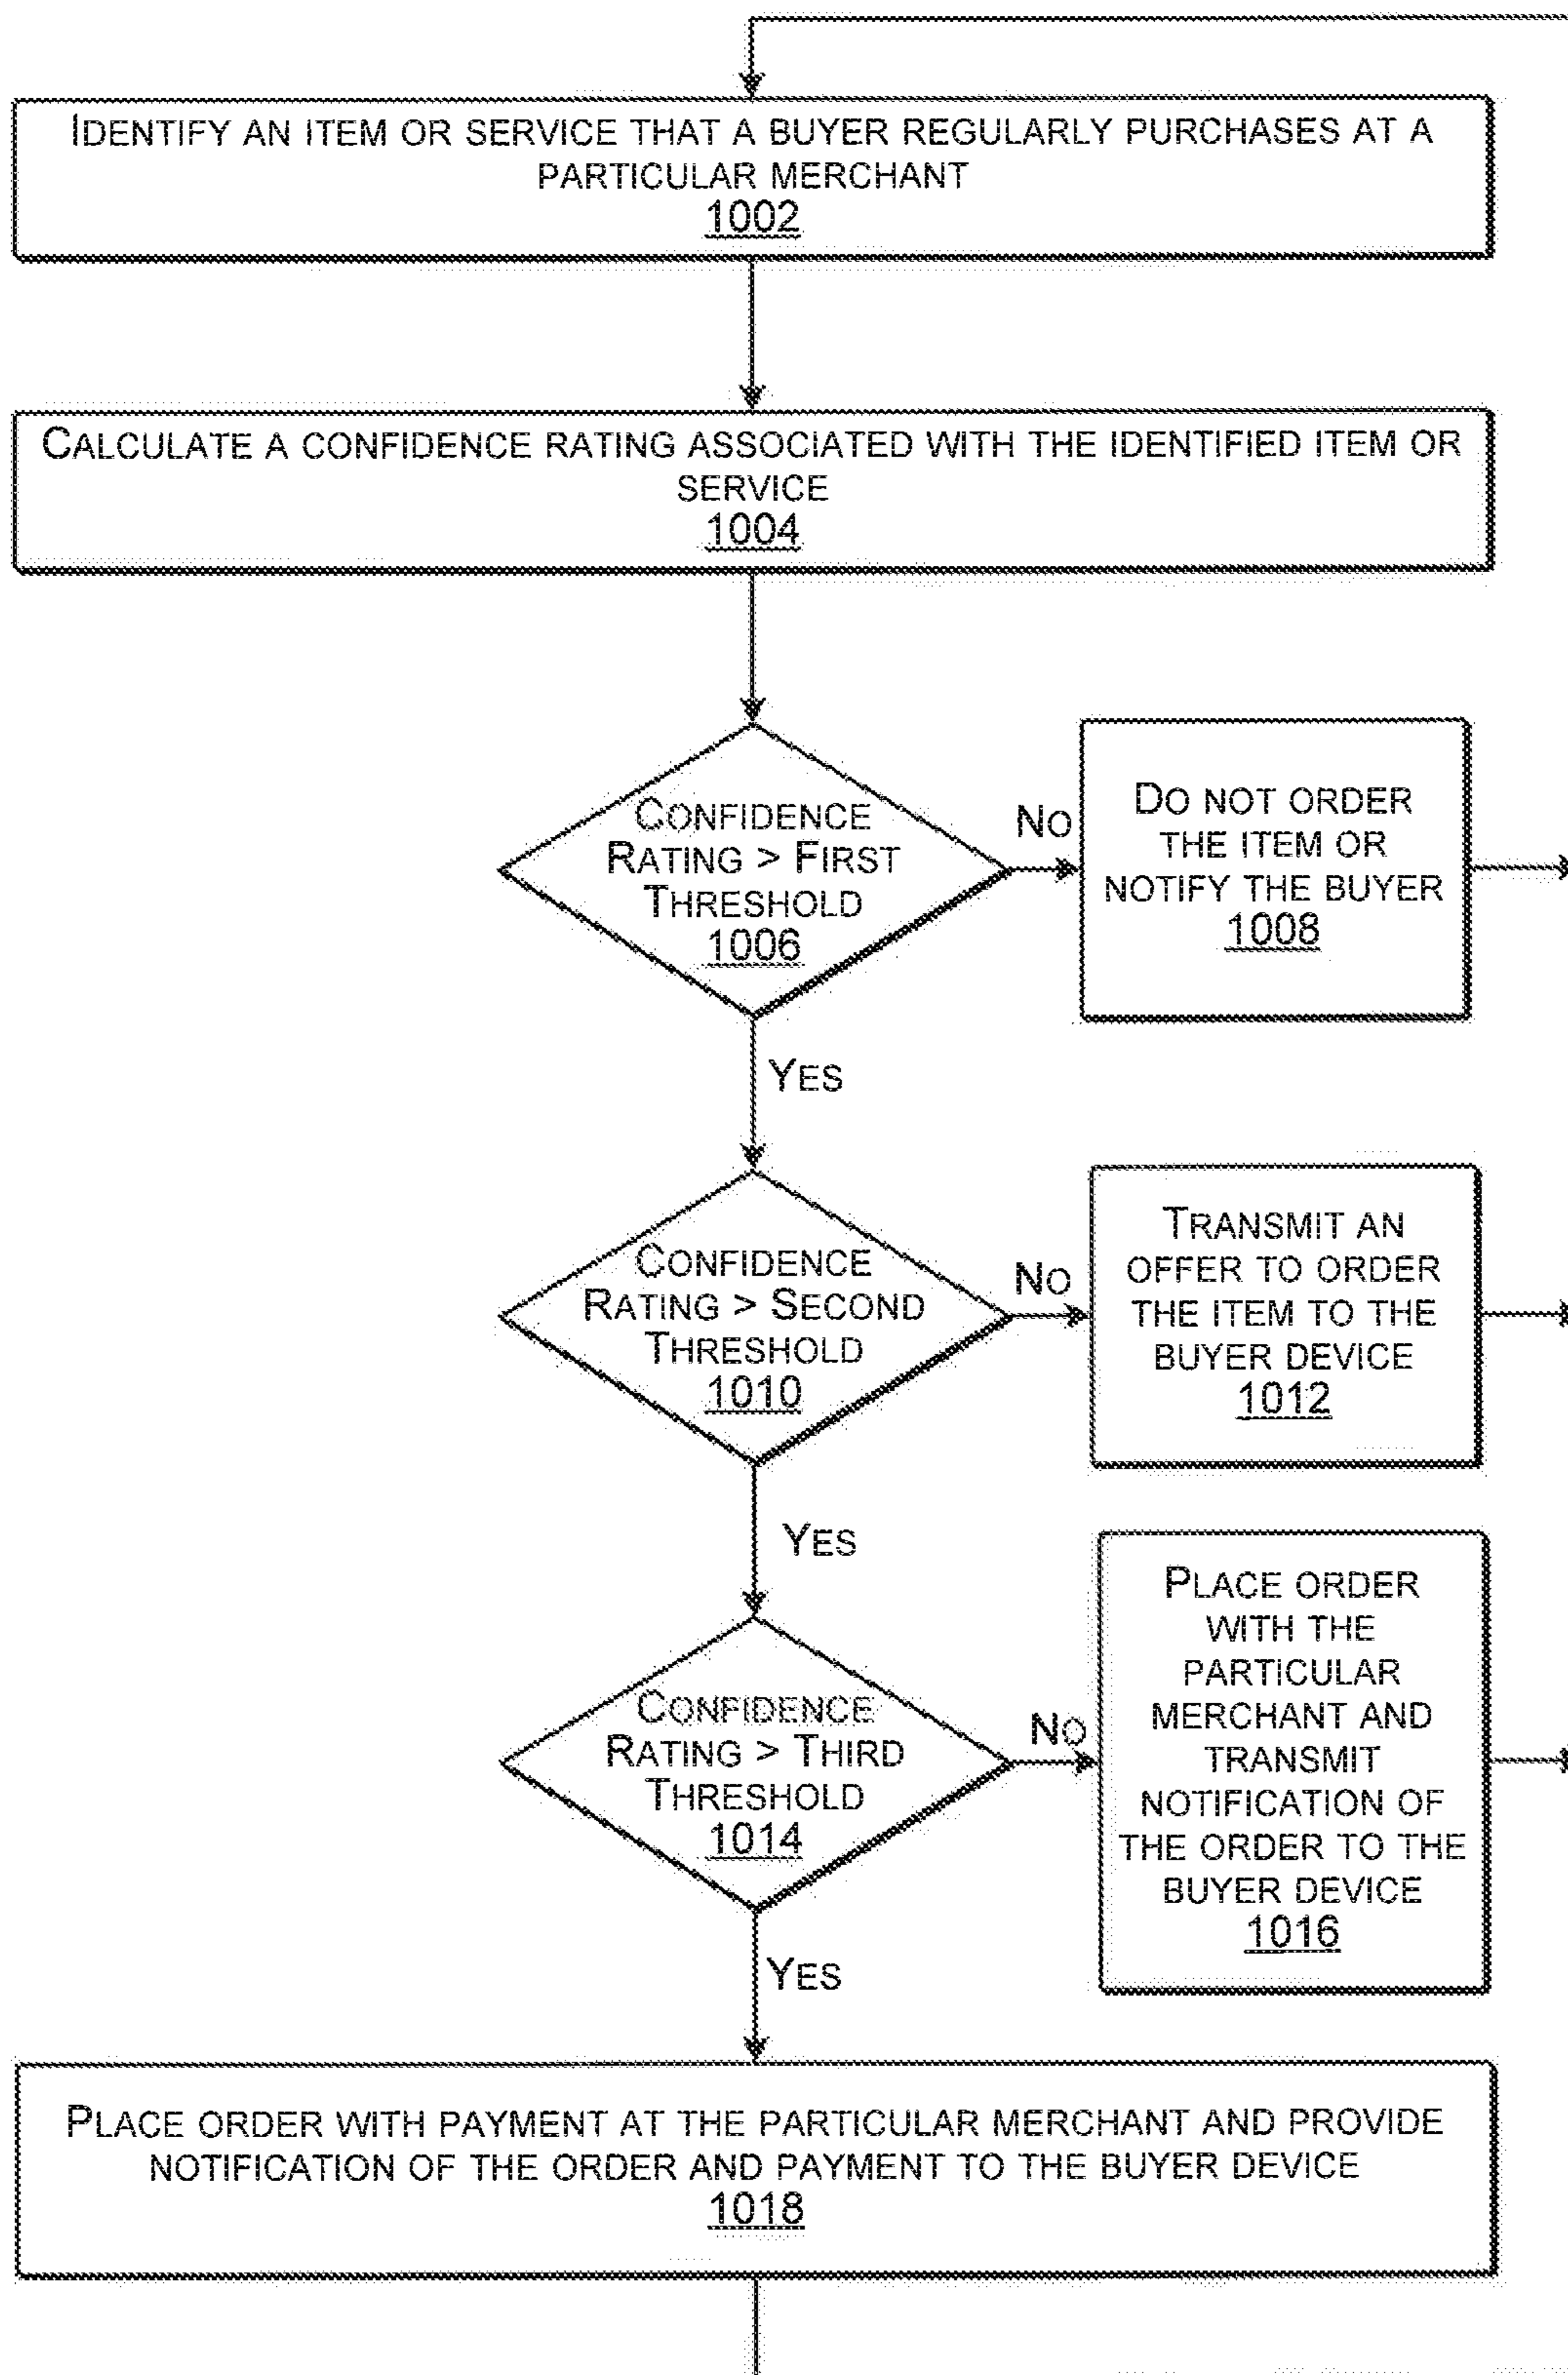 IDENTIFY AN ITEM OR SERVICE THAT A BUYER REGULARLY PURCHASES AT A
PARTICULAR MERCHANT
1002
CALCULATE A CONFIDENCE RATING ASSOCIATED WITH THE IDENTIFIED ITEM OR
SERVICE
1004
CONFIDENCE
RATING > FIRST
THRESHOLD
1006
NO
DO NOT ORDER
THE ITEM OR
NOTIFY THE BUYER
1008
YES
CONFIDENCE
RATING > SECOND
THRESHOLD
1010
NO
TRANSMIT AN
OFFER TO ORDER
THE ITEM TO THE
BUYER DEVICE
1012
YES
CONFIDENCE
RATING > THIRD
THRESHOLD
1014
NO
PLACE ORDER
WITH THE
PARTICULAR
MERCHANT AND
TRANSMIT
NOTIFICATION OF
THE ORDER TO THE
BUYER DEVICE
1016
YES
PLACE ORDER WITH PAYMENT AT THE PARTICULAR MERCHANT AND PROVIDE
NOTIFICATION OF THE ORDER AND PAYMENT TO THE BUYER DEVICE
1018